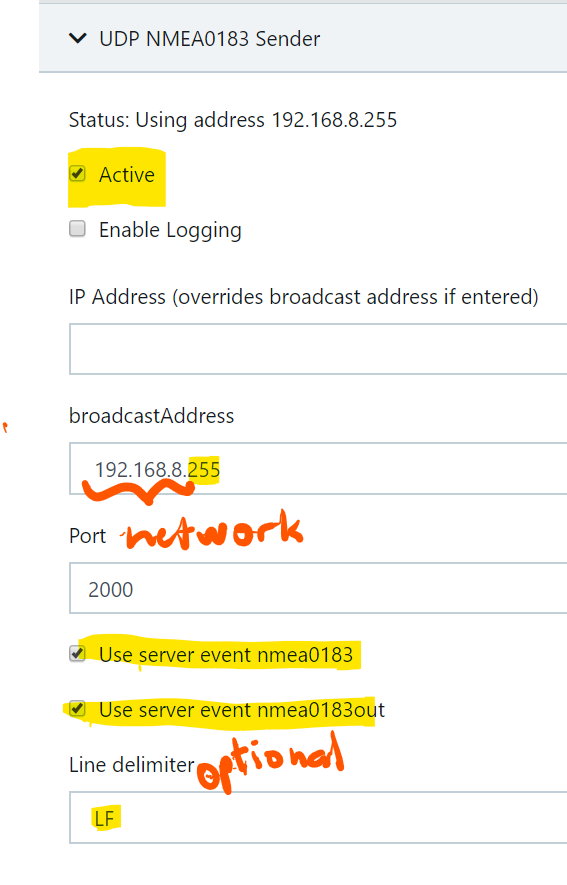 UDP NMEA0183 Sender
Status: Using address 192.168.8.255
Active
Enable Logging
IP Address (overrides broadcast address if entered)
broadcastAddress
192.168.8.255
Port network
2000
Use server event nmea0183
Use server event nmea0183out
Line delimiter optional
LF